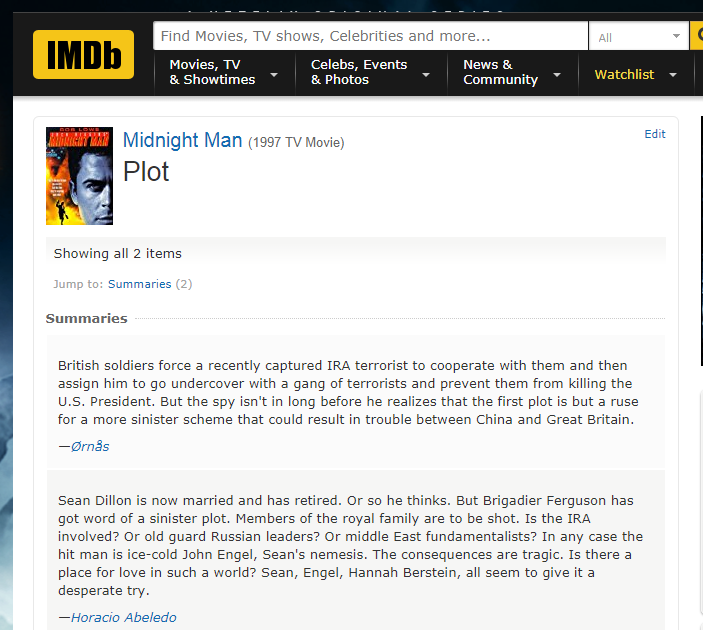 A NETFLIX ORIGINAL SERIES
IMDb
Find Movies, TV shows, Celebrities and more...
All
Movies, TV
& Showtimes
Celebs, Events
& Photos
News &
Community
Watchlist
ROB LOWE
MIDNIGHT MAN
Midnight Man (1997 TV Movie)
Edit
Plot
Showing all 2 items
Jump to: Summaries (2)
Summaries
British soldiers force a recently captured IRA terrorist to cooperate with them and then
assign him to go undercover with a gang of terrorists and prevent them from killing the
U.S. President. But the spy isn't in long before he realizes that the first plot is but a ruse
for a more sinister scheme that could result in trouble between China and Great Britain.
—Ørnås
Sean Dillon is now married and has retired. Or so he thinks. But Brigadier Ferguson has
got word of a sinister plot. Members of the royal family are to be shot. Is the IRA
involved? Or old guard Russian leaders? Or middle East fundamentalists? In any case the
hit man is ice-cold John Engel, Sean's nemesis. The consequences are tragic. Is there a
place for love in such a world? Sean, Engel, Hannah Berstein, all seem to give it a
desperate try.
—Horacio Abeledo